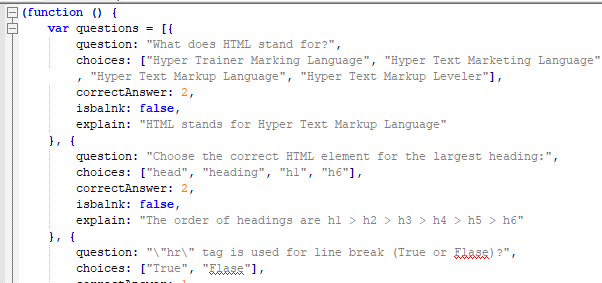 (function () {
var questions = [{
question: "What does HTML stand for?",
choices: ["Hyper Trainer Marking Language", "Hyper Text Marketing Language"
, "Hyper Text Markup Language", "Hyper Text Markup Leveler"],
correctAnswer: 2,
isbalnk: false,
explain: "HTML stands for Hyper Text Markup Language"
}, {
question: "Choose the correct HTML element for the largest heading:",
choices: ["head", "heading", "h1", "h6"],
correctAnswer: 2,
isbalnk: false,
explain: "The order of headings are h1 > h2 > h3 > h4 > h5 > h6"
}, {
question: "\"hr\" tag is used for line break (True or Flase)?",
choices: ["True", "Flase"],